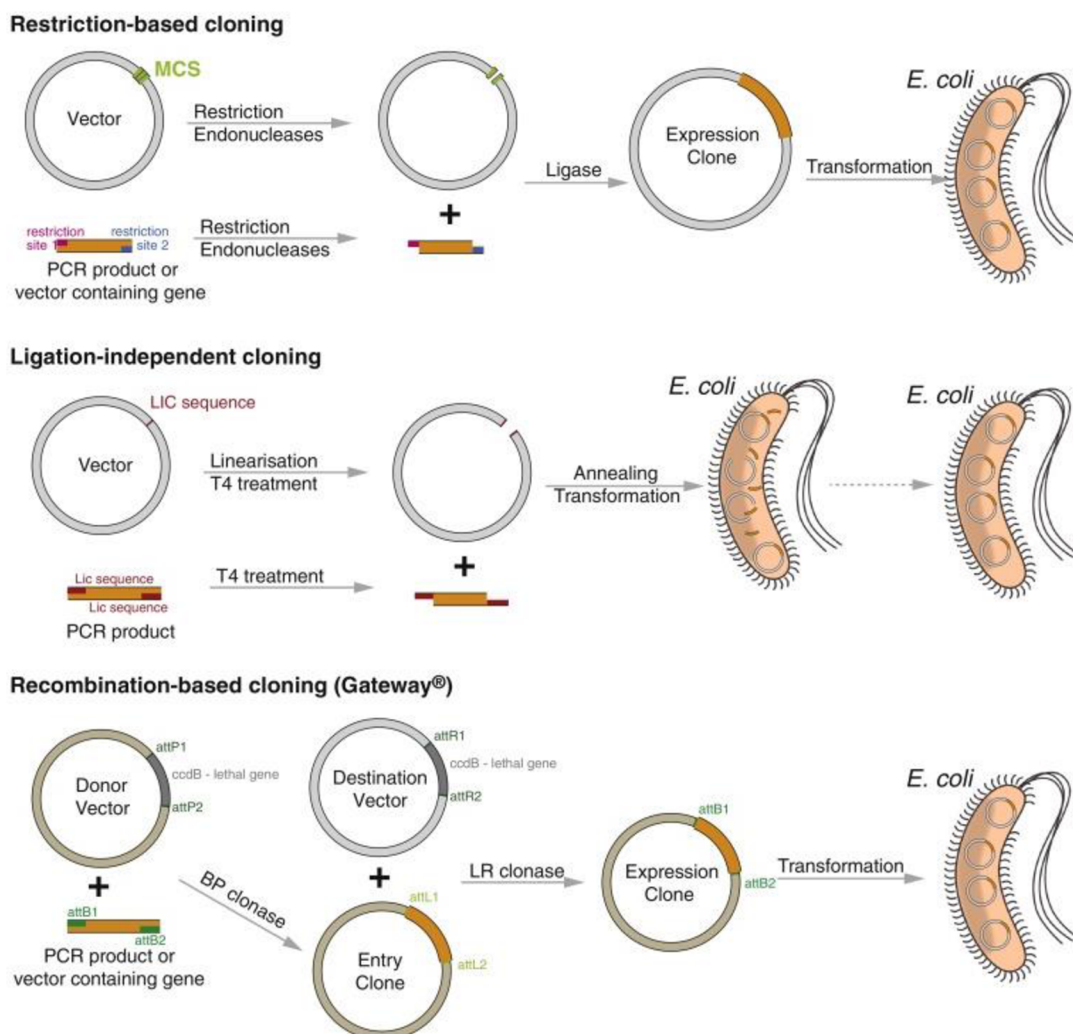 Restriction-based cloning
MCS
Vector
Restriction
Endonucleases
Expression
Clone
Ligase
Transformation
E. coli
restriction
site 1
restriction
site 2
Restriction
Endonucleases
+
PCR product or
vector containing gene
Ligation-independent cloning
LIC sequence
Vector
Linearisation
T4 treatment
Annealing
Transformation
E. coli
E. coli
Lic sequence
Lic sequence
T4 treatment
+
PCR product
Recombination-based cloning (Gateway®)
attP1
ccdB - lethal gene
attP2
Donor
Vector
attR1
ccdB - lethal gene
attR2
Destination
Vector
+
attB1
attB2
PCR product or
vector containing gene
BP clonase
+
attL1
attL2
Entry
Clone
LR clonase
attB1
attB2
Expression
Clone
Transformation
E. coli